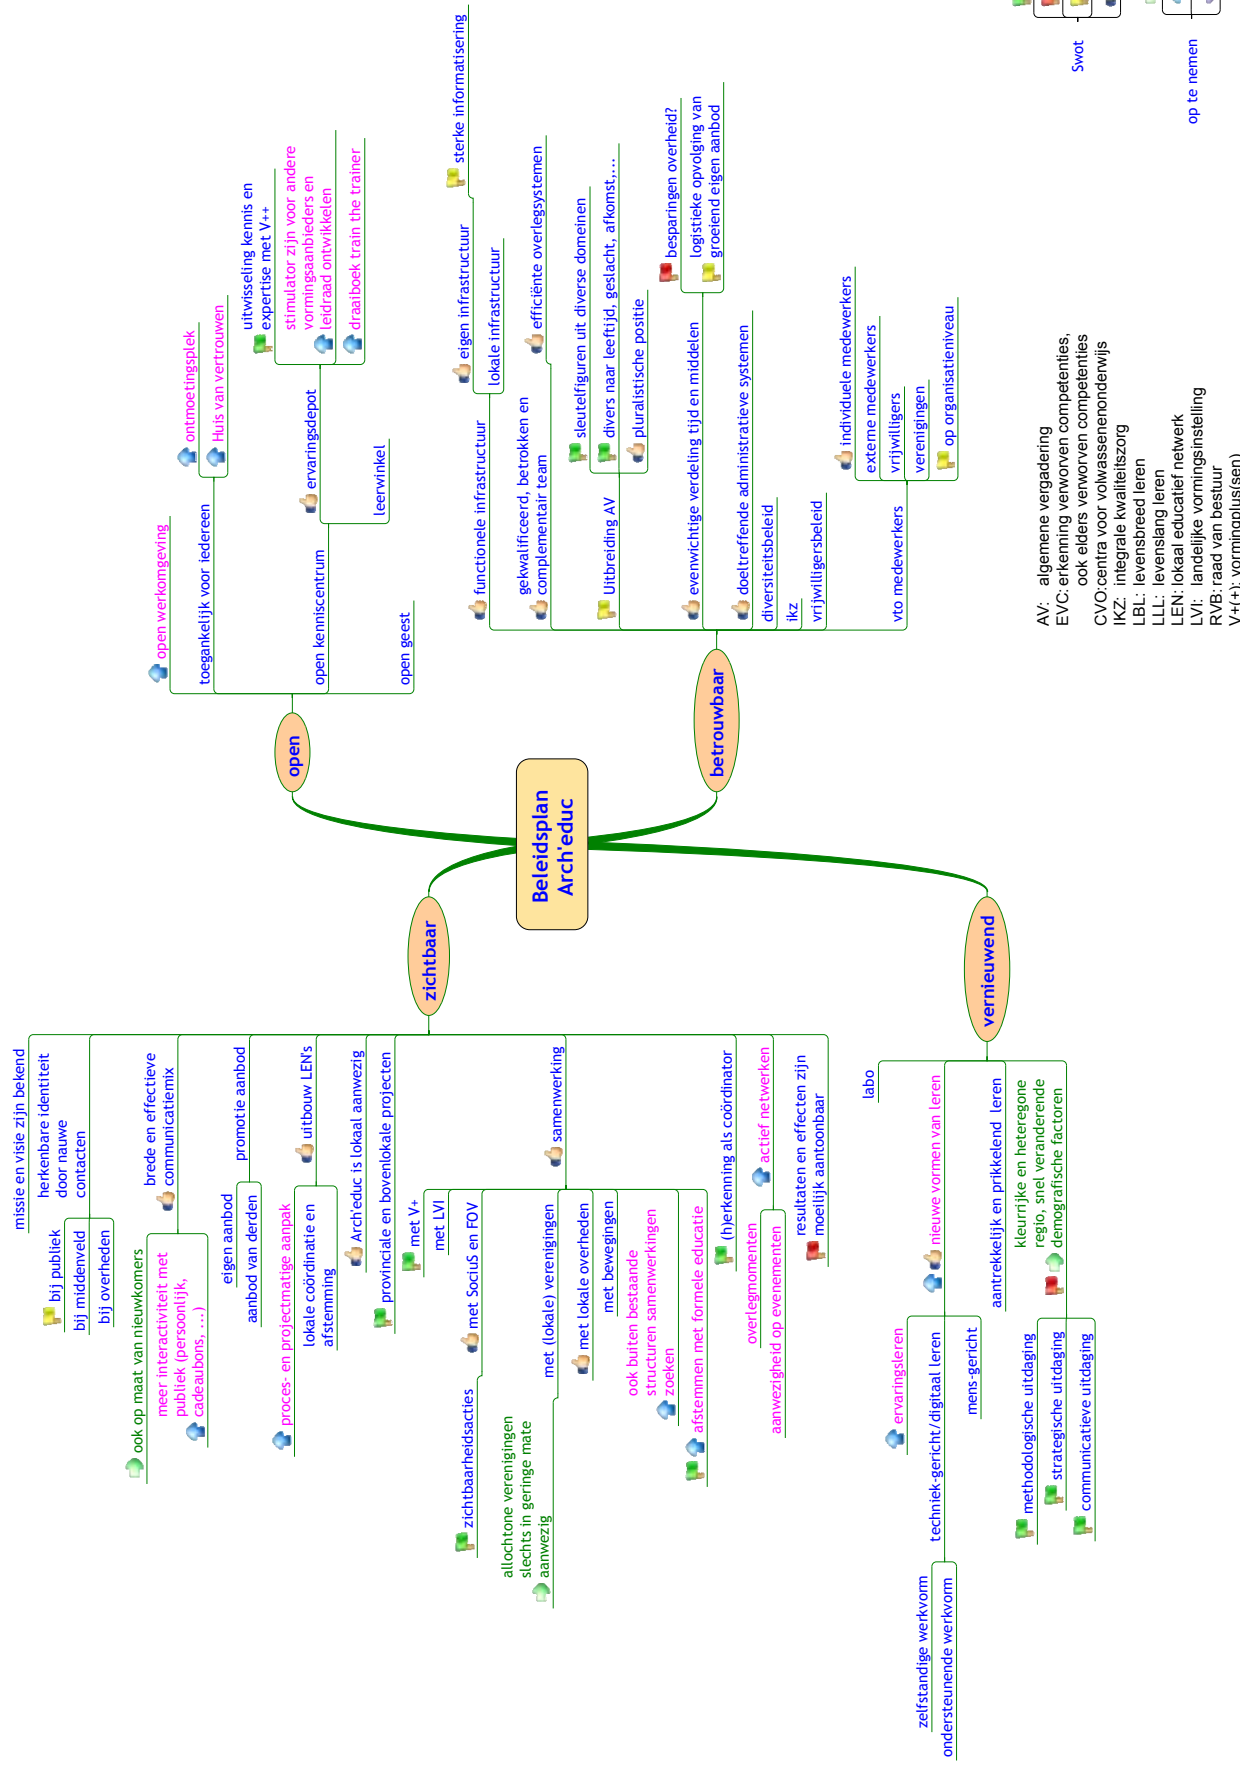 Beleidsplan
Arch'educ
open
open werkomgeving
toegankelijk voor iedereen
ontmoetingsplek
Huis van vertrouwen
open kenniscentrum
ervaringsdepot
uitwisseling kennis en
expertise met V++
stimulator zijn voor andere
vormingsaanbieders en
leidraad ontwikkelen
draaiboek train the trainer
leerwinkel
open geest
betrouwbaar
functionele infrastructuur
eigen infrastructuur
sterke informatisering
lokale infrastructuur
gekwalificeerd, betrokken en
complementair team
efficiënte overlegsystemen
Uitbreiding AV
sleutelfiguren uit diverse domeinen
divers naar leeftijd, geslacht, afkomst,...
pluralistische positie
evenwichtige verdeling tijd en middelen
besparingen overheid?
logistieke opvolging van
groeiend eigen aanbod
doeltreffende administratieve systemen
diversiteitsbeleid
ikz
vrijwilligersbeleid
vto medewerkers
individuele medewerkers
externe medewerkers
vrijwilligers
verenigingen
op organisatieniveau
zichtbaar
missie en visie zijn bekend
herkenbare identiteit
door nauwe
contacten
bij publiek
bij middenveld
bij overheden
brede en effectieve
communicatiemix
ook op maat van nieuwkomers
meer interactiviteit met
publiek (persoonlijk,
cadeaubons, ...)
promotie aanbod
eigen aanbod
aanbod van derden
uitbouw LEN's
proces- en projectmatige aanpak
lokale coördinatie en
afstemming
Arch'educ is lokaal aanwezig
provinciale en bovenlokale projecten
samenwerking
met V+
met LVI
met SociuS en FOV
zichtbaarheidsacties
met (lokale) verenigingen
allochtone verenigingen
slechts in geringe mate
aanwezig
met lokale overheden
met bewegingen
ook buiten bestaande
structuren samenwerkingen
zoeken
afstemmen met formele educatie
(h)erkenning als coördinator
actief netwerken
overlegmomenten
aanwezigheid op evenementen
resultaten en effecten zijn
moeilijk aantoonbaar
vernieuwend
labo
nieuwe vormen van leren
ervaringsleren
techniek-gericht/digitaal leren
zelfstandige werkvorm
ondersteunende werkvorm
mens-gericht
aantrekkelijk en prikkelend leren
kleurrijke en heteregone
regio, snel veranderende
demografische factoren
methodologische uitdaging
strategische uitdaging
communicatieve uitdaging
AV: algemene vergadering
EVC: erkenning verworven competenties,
ook elders verworven competenties
CVO: centra voor volwassenenonderwijs
IKZ: integrale kwaliteitszorg
LBL: levensbreed leren
LLL: levenslang leren
LEN: lokaal educatief netwerk
LVI: landelijke vormingsinstelling
RVB: raad van bestuur
V+(+): vormingplus(sen)
Swot
op te nemen